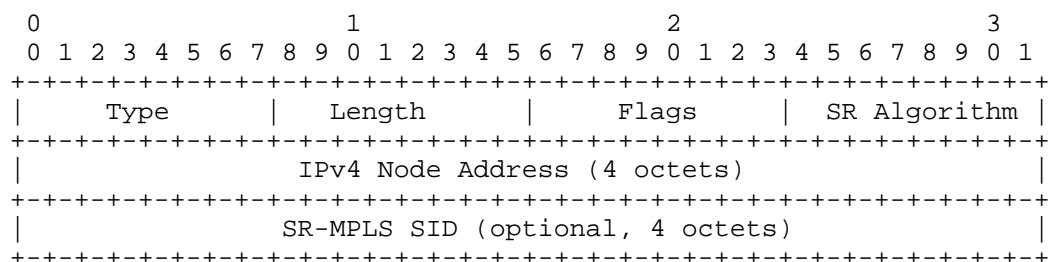 0                   1                   2                   3
 0 1 2 3 4 5 6 7 8 9 0 1 2 3 4 5 6 7 8 9 0 1 2 3 4 5 6 7 8 9 0 1
+-+-+-+-+-+-+-+-+-+-+-+-+-+-+-+-+-+-+-+-+-+-+-+-+-+-+-+-+-+-+-+-+
|     Type      |   Length      |     Flags     |  SR Algorithm |
+-+-+-+-+-+-+-+-+-+-+-+-+-+-+-+-+-+-+-+-+-+-+-+-+-+-+-+-+-+-+-+-+
|                 IPv4 Node Address (4 octets)                  |
+-+-+-+-+-+-+-+-+-+-+-+-+-+-+-+-+-+-+-+-+-+-+-+-+-+-+-+-+-+-+-+-+
|                SR-MPLS SID (optional, 4 octets)               |
+-+-+-+-+-+-+-+-+-+-+-+-+-+-+-+-+-+-+-+-+-+-+-+-+-+-+-+-+-+-+-+-+